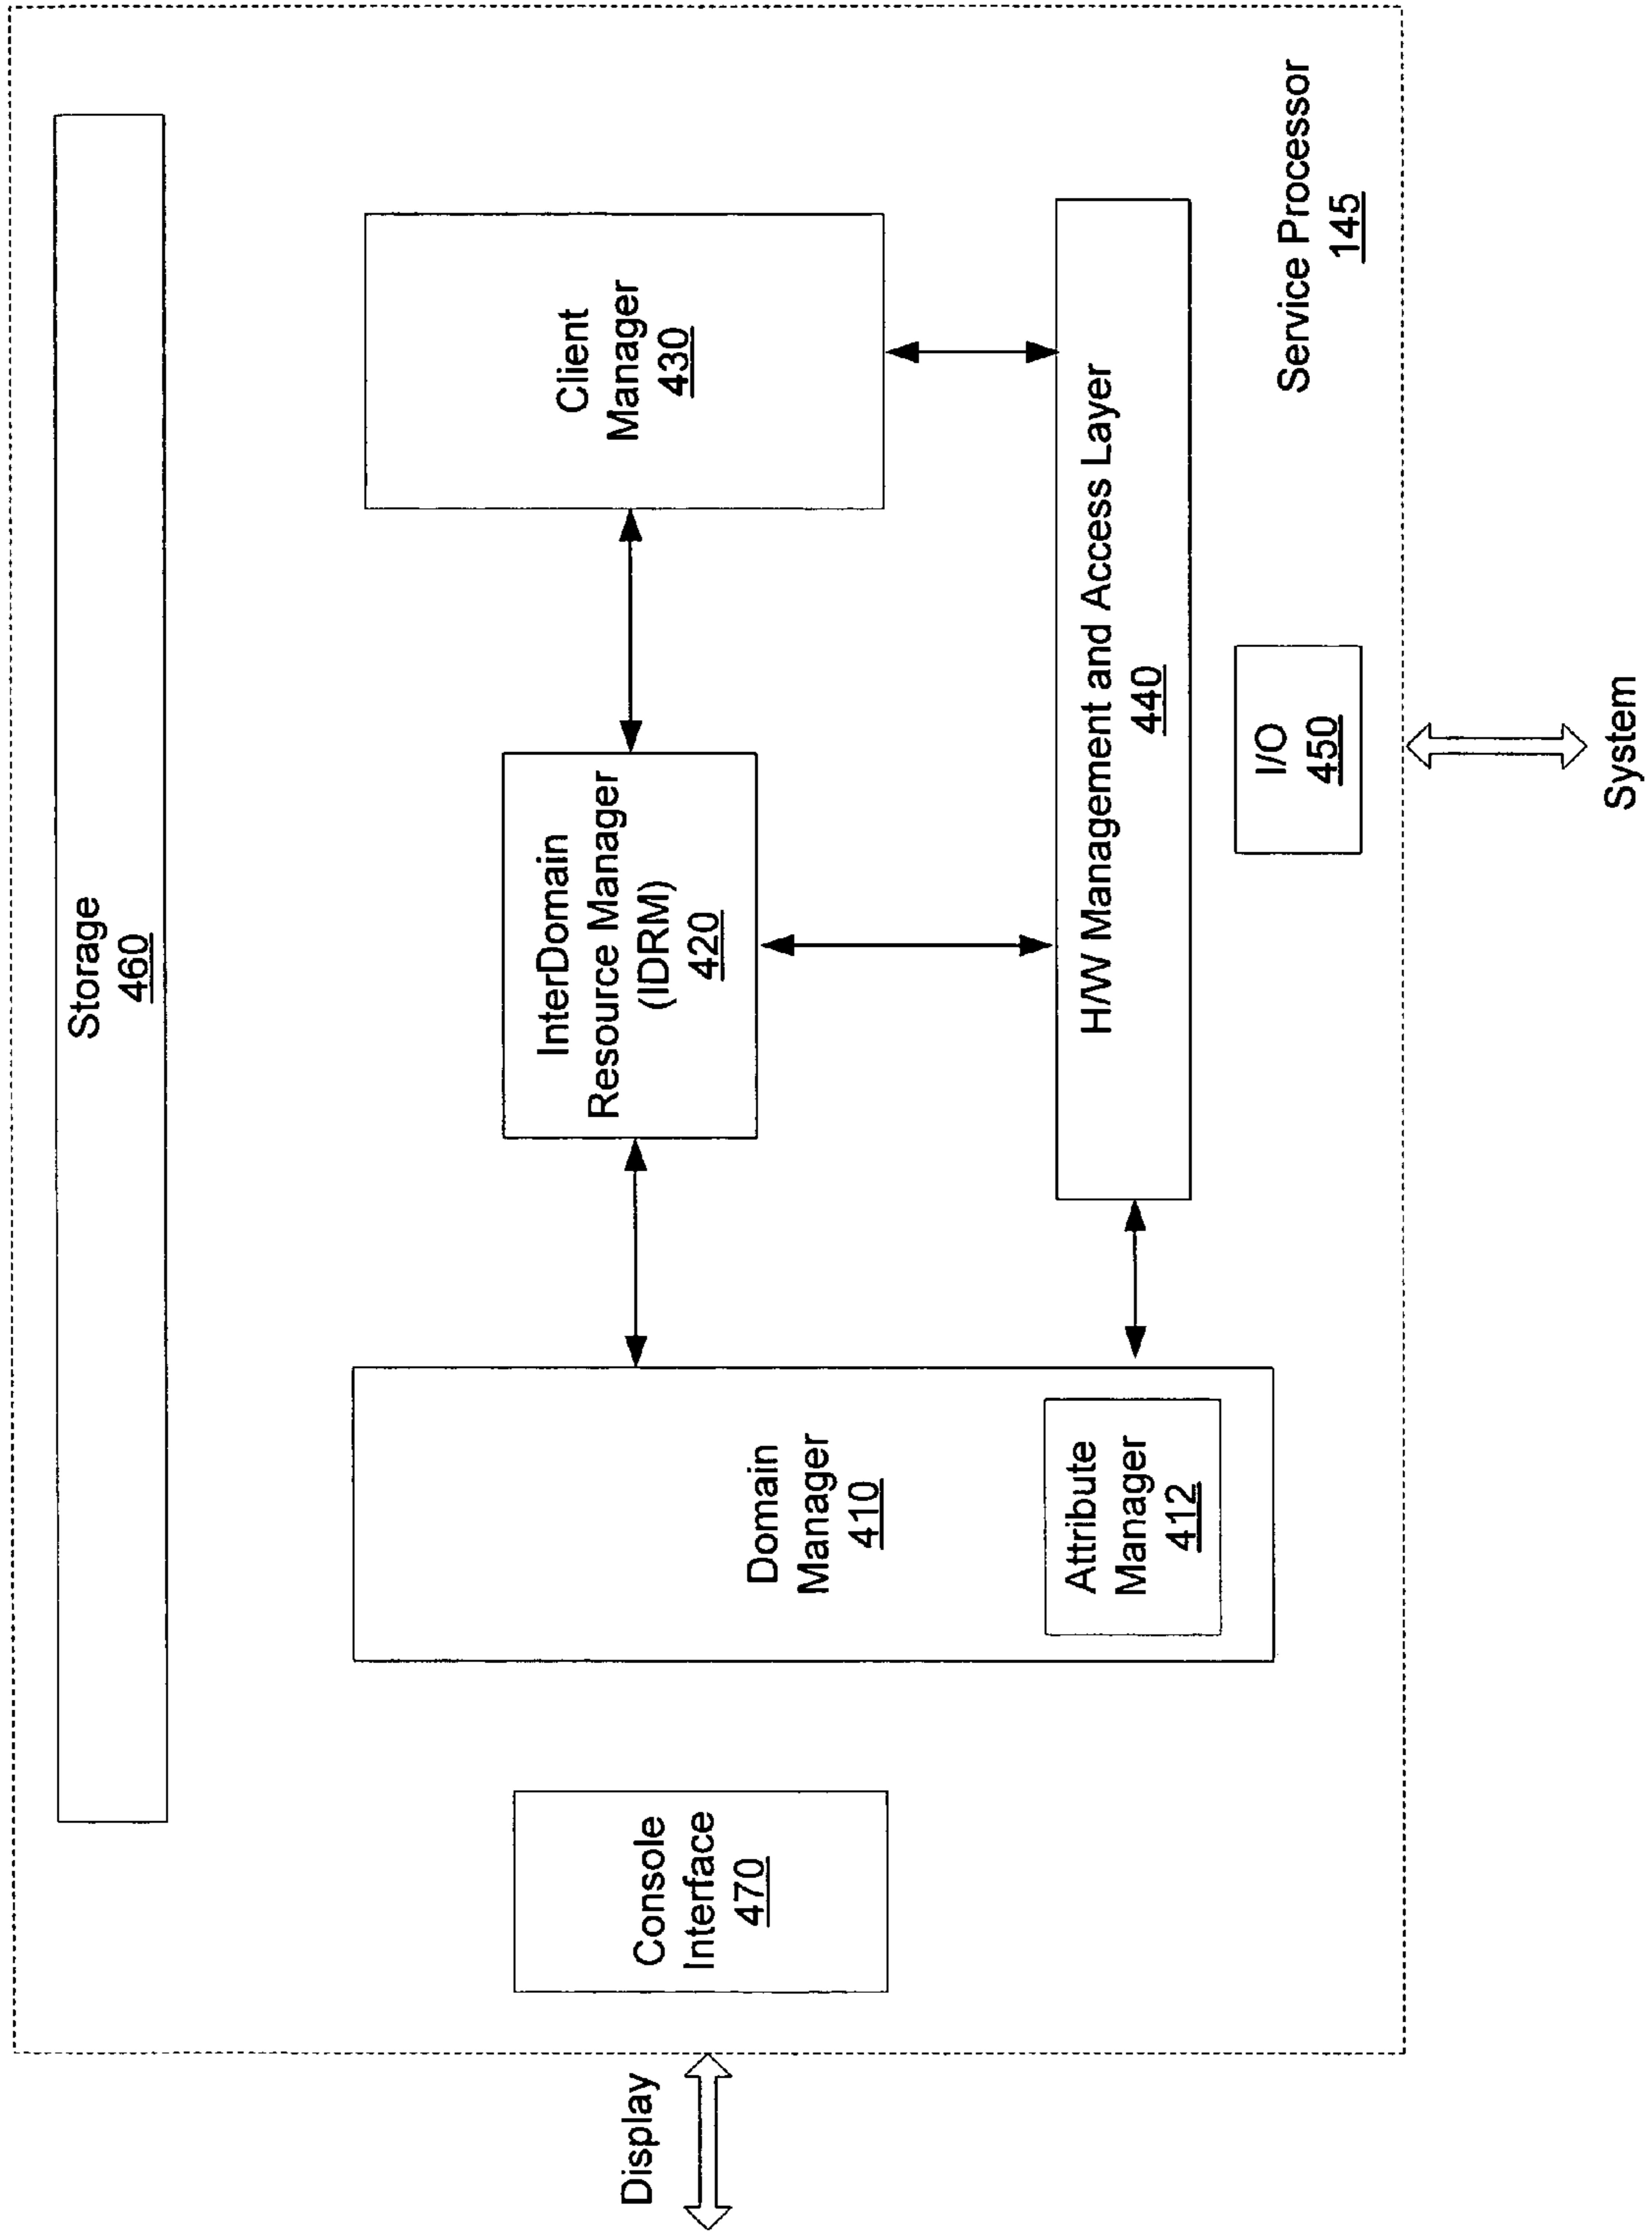 Storage
460
Client
Manager
430
InterDomain
Resource Manager
(IDRM)
420
Domain
Manager
410
Attribute
Manager
412
Console
Interface
470
H/W Management and Access Layer
440
I/O
450
Service Processor
145
Display
System